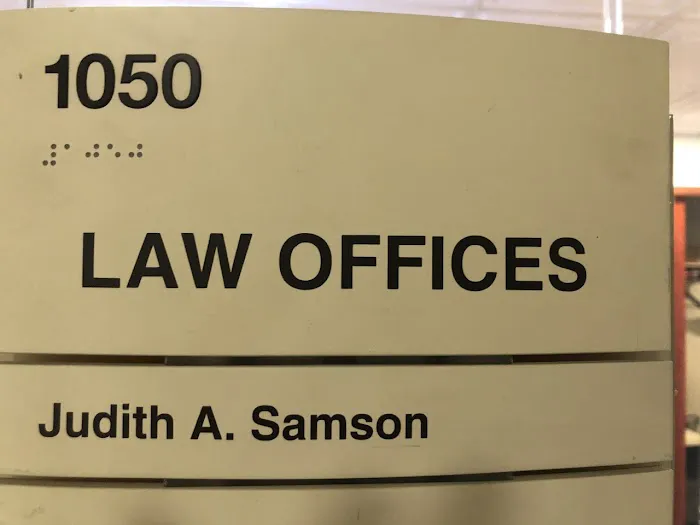 1050
⠼⠁⠚⠑⠚
LAW OFFICES
Judith A. Samson